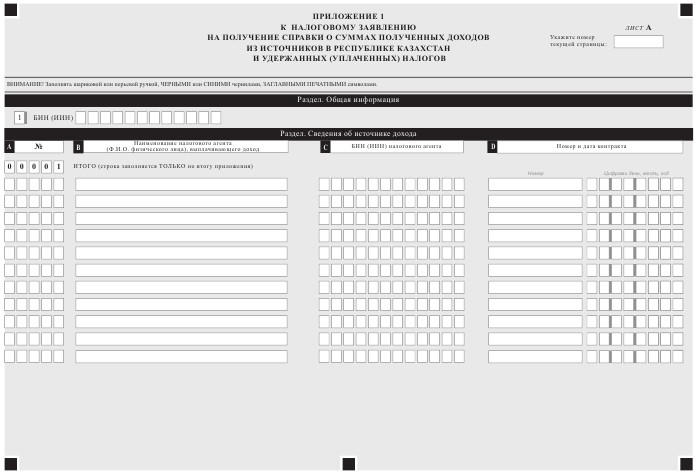 ПРИЛОЖЕНИЕ 1
К НАЛОГОВОМУ ЗАЯВЛЕНИЮ
НА ПОЛУЧЕНИЕ СПРАВКИ О СУММАХ ПОЛУЧЕННЫХ ДОХОДОВ
ИЗ ИСТОЧНИКОВ В РЕСПУБЛИКЕ КАЗАХСТАН
И УДЕРЖАННЫХ (УПЛАЧЕННЫХ) НАЛОГОВ
ЛИСТ А
Укажите номер
текущей страницы:
ВНИМАНИЕ! Заполнять шариковой или перьевой ручкой, ЧЕРНЫМИ или СИНИМИ чернилами, ЗАГЛАВНЫМИ ПЕЧАТНЫМИ символами.
Раздел. Общая информация
1 БИН (ИИН)
Раздел. Сведения об источнике дохода
A №
B Наименование налогового агента
(Ф.И.О. физического лица), выплачивающего доход
C БИН (ИИН) налогового агента
D Номер и дата контракта
0 0 0 0 1 ИТОГО (строка заполняется ТОЛЬКО по итогу приложения)
Номер
Цифрами день, месяц, год